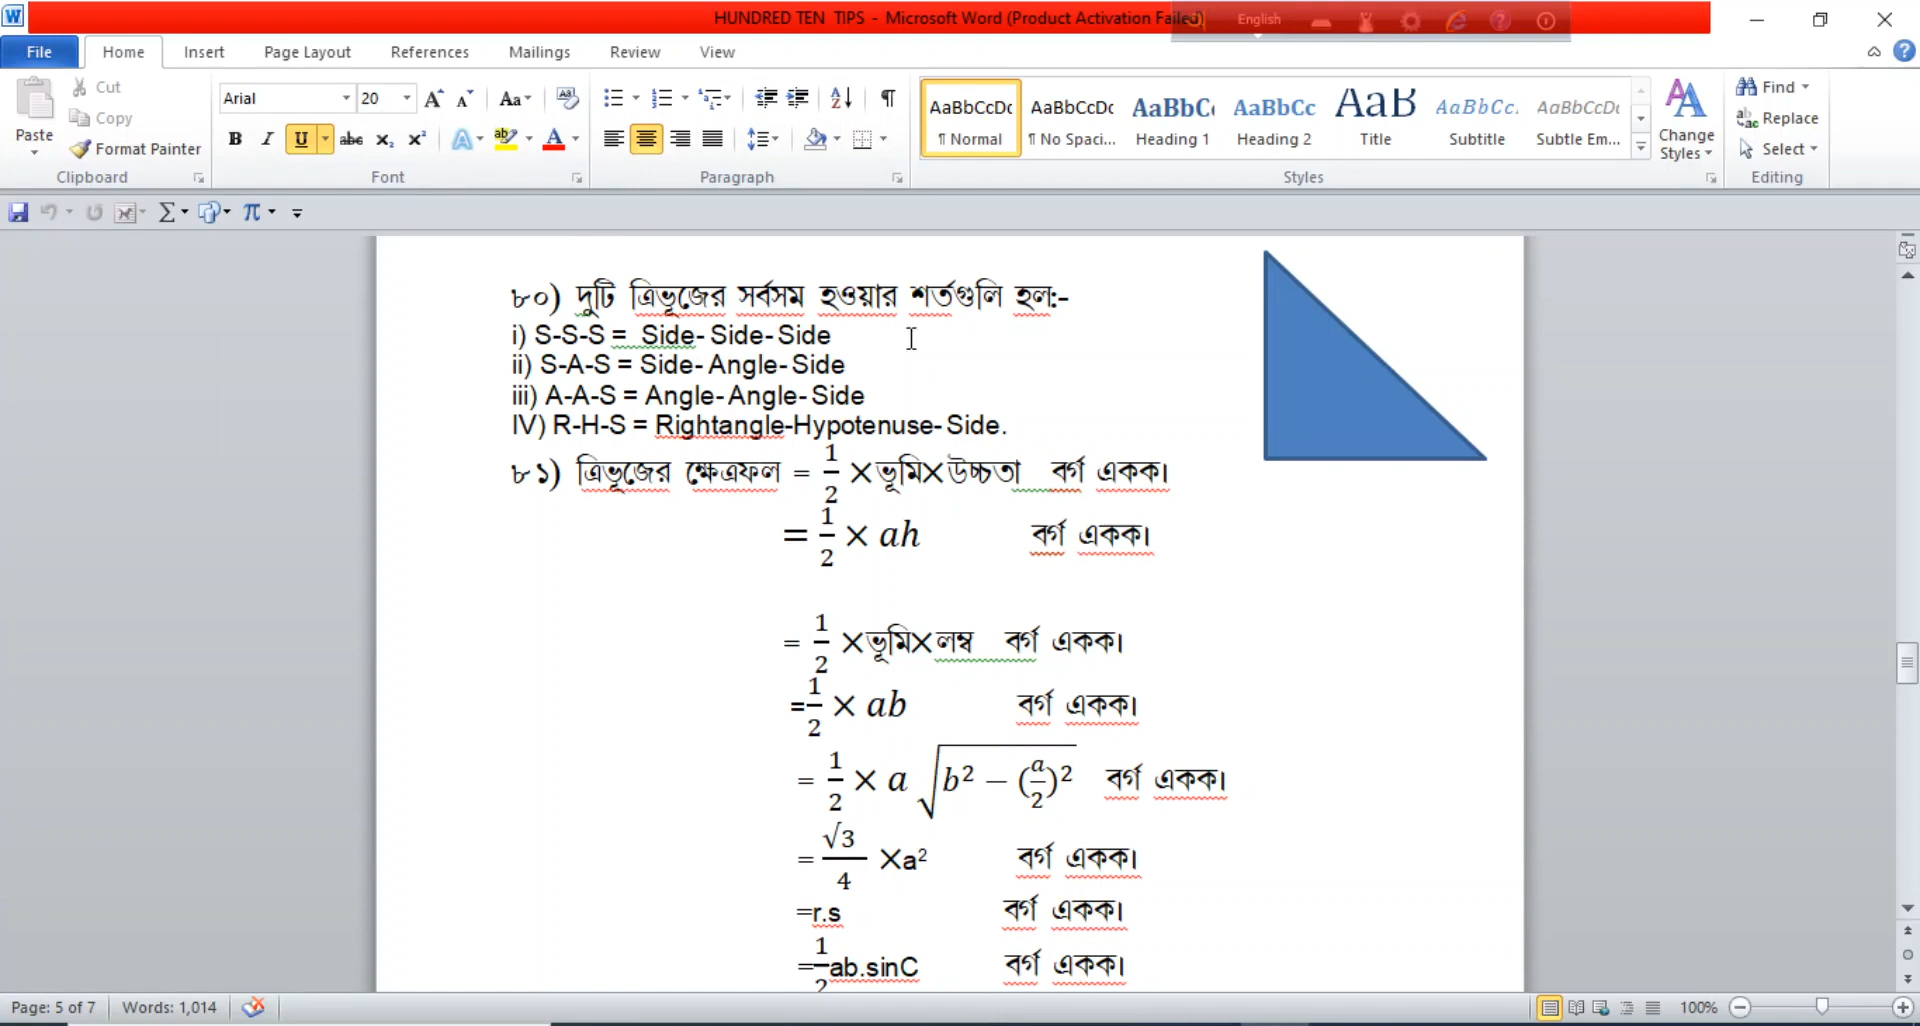 HUNDRED TEN TIPS - Microsoft Word (Product Activation Failed)
English
File Home Insert Page Layout References Mailings Review View
Paste
Cut
Copy
Format Painter
Clipboard
Arial 20
Font
Paragraph
AaBbCcDc AaBbCcDc AaBbC AaBbCc AaB AaBbCc. AaBbCcDc
¶ Normal ¶ No Spaci... Heading 1 Heading 2 Title Subtitle Subtle Em...
Change Styles
Styles
Find
Replace
Select
Editing
৮০) দুটি ত্রিভূজের সর্বসম হওয়ার শর্তগুলি হল:-
i) S-S-S = Side- Side- Side
ii) S-A-S = Side- Angle- Side
iii) A-A-S = Angle- Angle- Side
IV) R-H-S = Rightangle-Hypotenuse- Side.
৮১) ত্রিভূজের ক্ষেত্রফল = 1/2 ×ভূমি×উচ্চতা বর্গ একক।
= 1/2 × ah বর্গ একক।
= 1/2 ×ভূমি×লম্ব বর্গ একক।
=1/2 × ab বর্গ একক।
= 1/2 × a √(b² − (a/2)²) বর্গ একক।
= √3/4 ×a² বর্গ একক।
=r.s বর্গ একক।
=1/2ab.sinC বর্গ একক।
Page: 5 of 7 Words: 1,014 100%